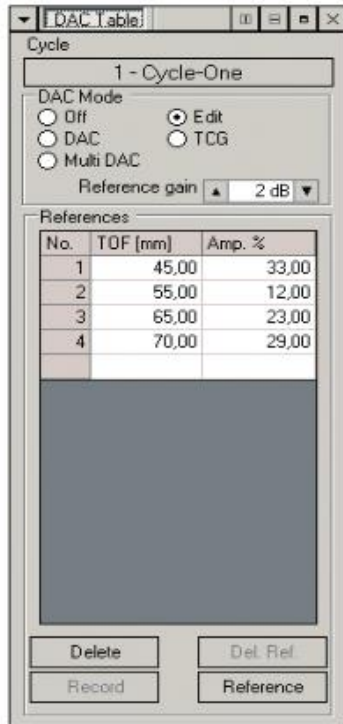 DAC Table
Cycle
1 - Cycle-One
DAC Mode
Off Edit
DAC TCG
Multi DAC
Reference gain 2 dB
References
No. TOF [mm] Amp. %
1 45,00 33,00
2 55,00 12,00
3 65,00 23,00
4 70,00 29,00
Delete Del. Ref.
Record Reference